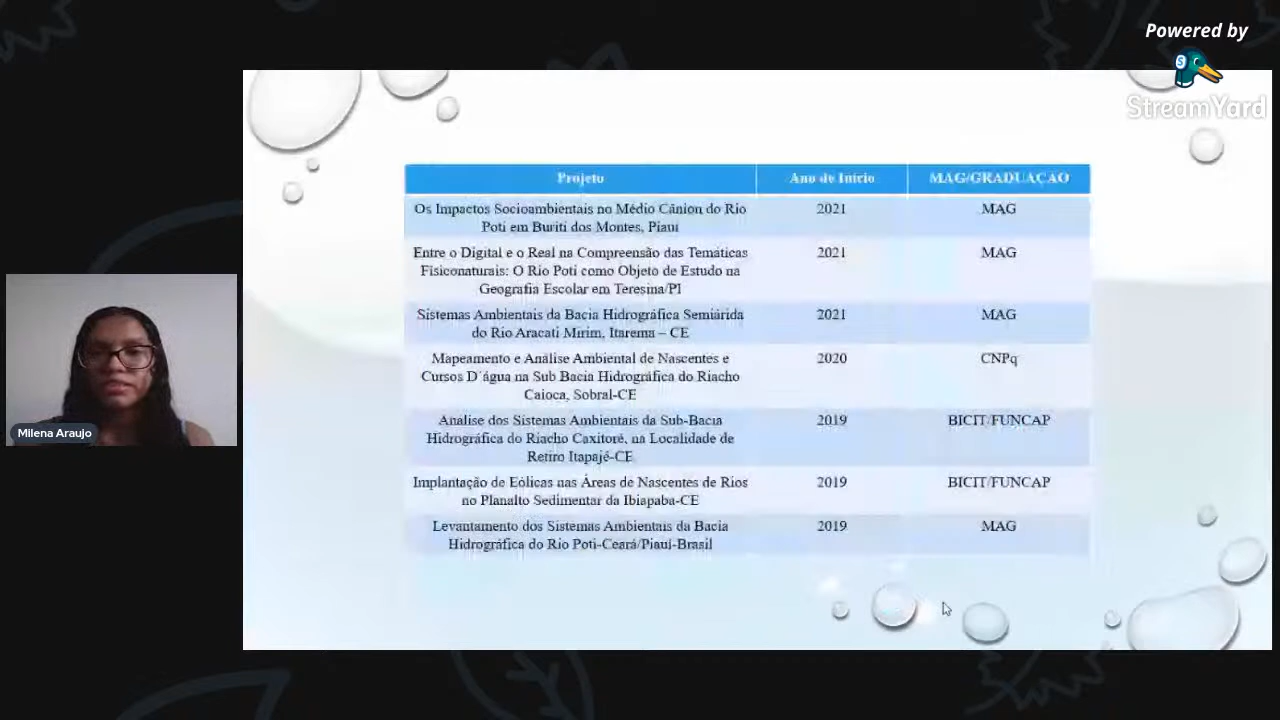 Powered by
StreamYard
Projeto Ano de Início MAG/GRADUAÇÃO
Os Impactos Socioambientais no Médio Cânion do Rio
Poti em Buriti dos Montes, Piauí
2021 MAG
Entre o Digital e o Real na Compreensão das Temáticas
Fisiconaturais: O Rio Poti como Objeto de Estudo na
Geografia Escolar em Teresina/PI
2021 MAG
Sistemas Ambientais da Bacia Hidrográfica Semiárida
do Rio Aracati Mirim, Itarema – CE
2021 MAG
Mapeamento e Análise Ambiental de Nascentes e
Cursos D´água na Sub Bacia Hidrográfica do Riacho
Caioca, Sobral-CE
2020 CNPq
Análise dos Sistemas Ambientais da Sub-Bacia
Hidrográfica do Riacho Caxitoré, na Localidade de
Retiro Itapajé-CE
2019 BICIT/FUNCAP
Implantação de Eólicas nas Áreas de Nascentes de Rios
no Planalto Sedimentar da Ibiapaba-CE
2019 BICIT/FUNCAP
Levantamento dos Sistemas Ambientais da Bacia
Hidrográfica do Rio Poti-Ceará/Piauí-Brasil
2019 MAG
Milena Araujo